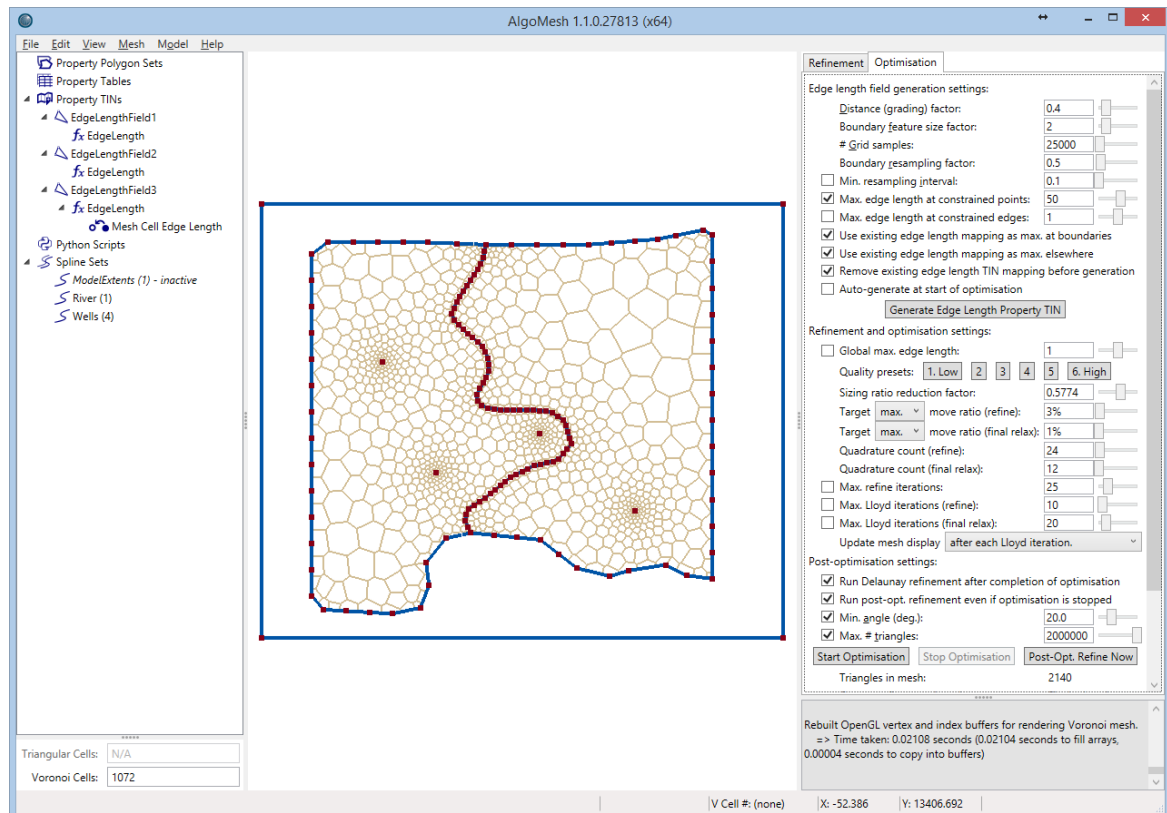 AlgoMesh 1.1.0.27813 (x64)
File Edit View Mesh Model Help
Property Polygon Sets
Property Tables
Property TINs
EdgeLengthField1
fx EdgeLength
EdgeLengthField2
fx EdgeLength
EdgeLengthField3
fx EdgeLength
Mesh Cell Edge Length
Python Scripts
Spline Sets
ModelExtents (1) - inactive
River (1)
Wells (4)
Triangular Cells: N/A
Voronoi Cells: 1072
Refinement Optimisation
Edge length field generation settings:
Distance (grading) factor: 0.4
Boundary feature size factor: 2
# Grid samples: 25000
Boundary resampling factor: 0.5
Min. resampling interval: 0.1
Max. edge length at constrained points: 50
Max. edge length at constrained edges: 1
Use existing edge length mapping as max. at boundaries
Use existing edge length mapping as max. elsewhere
Remove existing edge length TIN mapping before generation
Auto-generate at start of optimisation
Generate Edge Length Property TIN
Refinement and optimisation settings:
Global max. edge length: 1
Quality presets: 1. Low 2 3 4 5 6. High
Sizing ratio reduction factor: 0.5774
Target max. move ratio (refine): 3%
Target max. move ratio (final relax): 1%
Quadrature count (refine): 24
Quadrature count (final relax): 12
Max. refine iterations: 25
Max. Lloyd iterations (refine): 10
Max. Lloyd iterations (final relax): 20
Update mesh display after each Lloyd iteration.
Post-optimisation settings:
Run Delaunay refinement after completion of optimisation
Run post-opt. refinement even if optimisation is stopped
Min. angle (deg.): 20.0
Max. # triangles: 2000000
Start Optimisation Stop Optimisation Post-Opt. Refine Now
Triangles in mesh: 2140
Rebuilt OpenGL vertex and index buffers for rendering Voronoi mesh.
=> Time taken: 0.02108 seconds (0.02104 seconds to fill arrays,
0.00004 seconds to copy into buffers)
V Cell #: (none) X: -52.386 Y: 13406.692